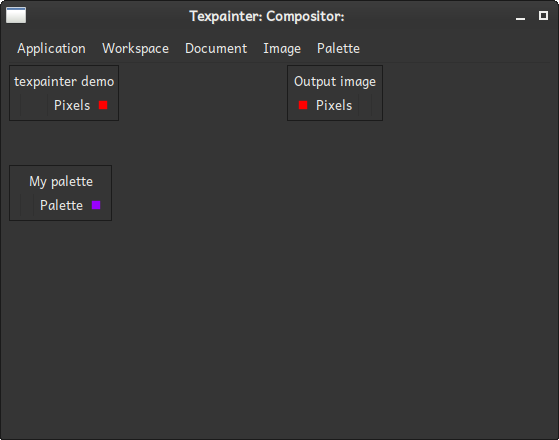 Texpainter: Compositor:
Application Workspace Document Image Palette
texpainter demo
Pixels
Output image
Pixels
My palette
Palette